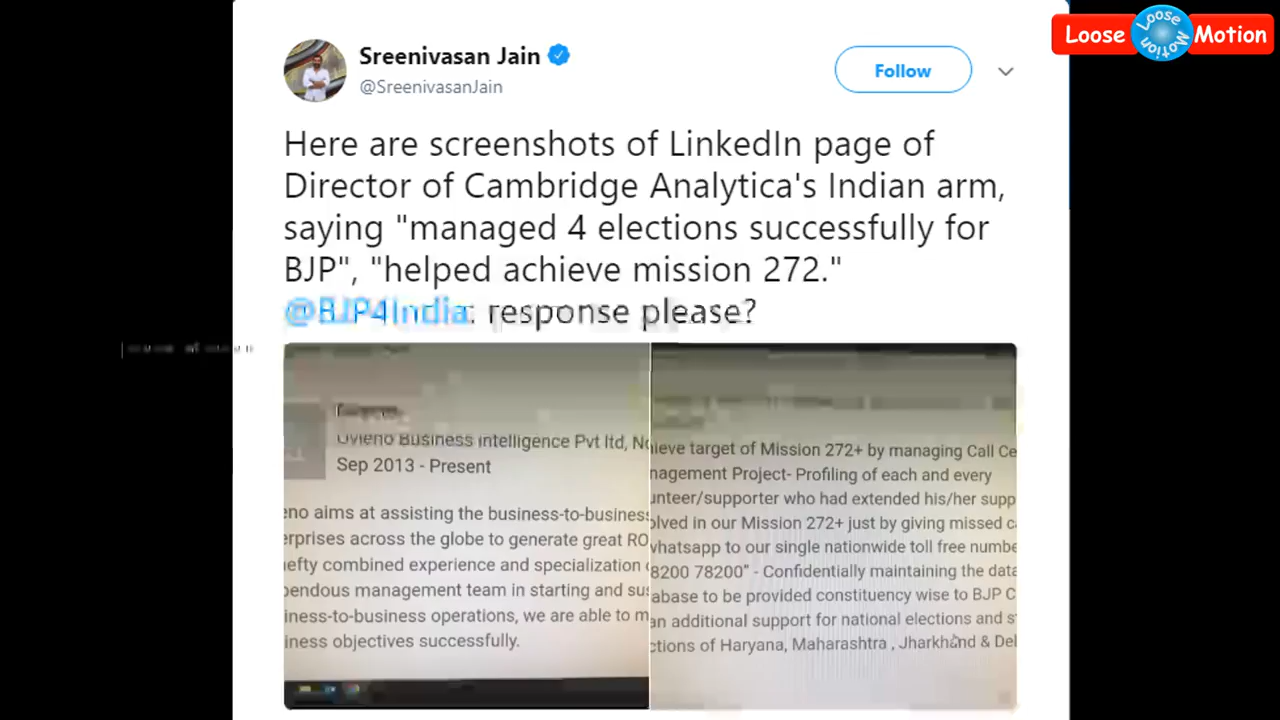 Loose Loose Motion Motion
Sreenivasan Jain
@SreenivasanJain
Follow
Here are screenshots of LinkedIn page of
Director of Cambridge Analytica's Indian arm,
saying "managed 4 elections successfully for
BJP", "helped achieve mission 272."
@BJP4India: response please?
Ovleno Business Intelligence Pvt ltd, No
Sep 2013 - Present
eno aims at assisting the business-to-business
erprises across the globe to generate great RO
efty combined experience and specialization
pendous management team in starting and su
iness-to-business operations, we are able to m
iness objectives successfully.
ieve target of Mission 272+ by managing Call Ce
nagement Project- Profiling of each and every
unteer/supporter who had extended his/her supp
olved in our Mission 272+ just by giving missed c
whatsapp to our single nationwide toll free numbe
8200 78200" - Confidentially maintaining the data
abase to be provided constituency wise to BJP C
an additional support for national elections and s
ctions of Haryana, Maharashtra , Jharkhand & Del